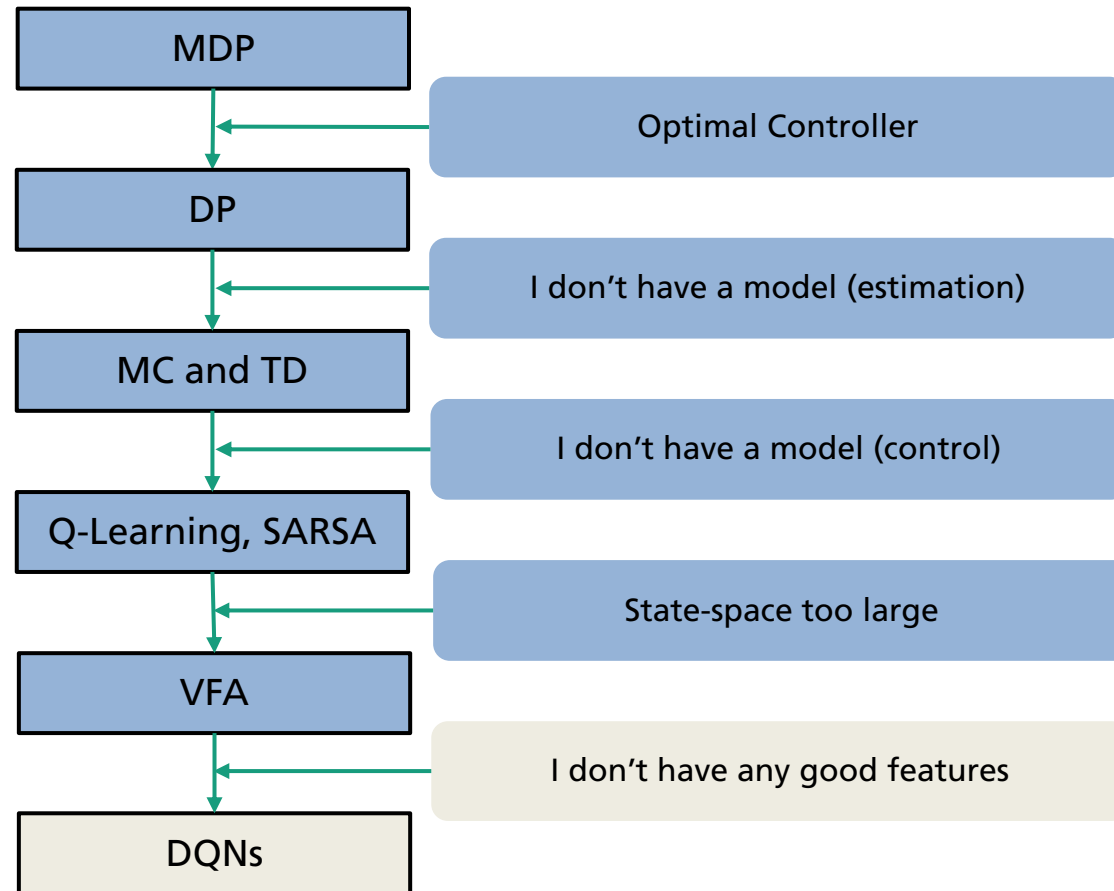 MDP
Optimal Controller
DP
I don’t have a model (estimation)
MC and TD
I don’t have a model (control)
Q-Learning, SARSA
State-space too large
VFA
I don’t have any good features
DQNs